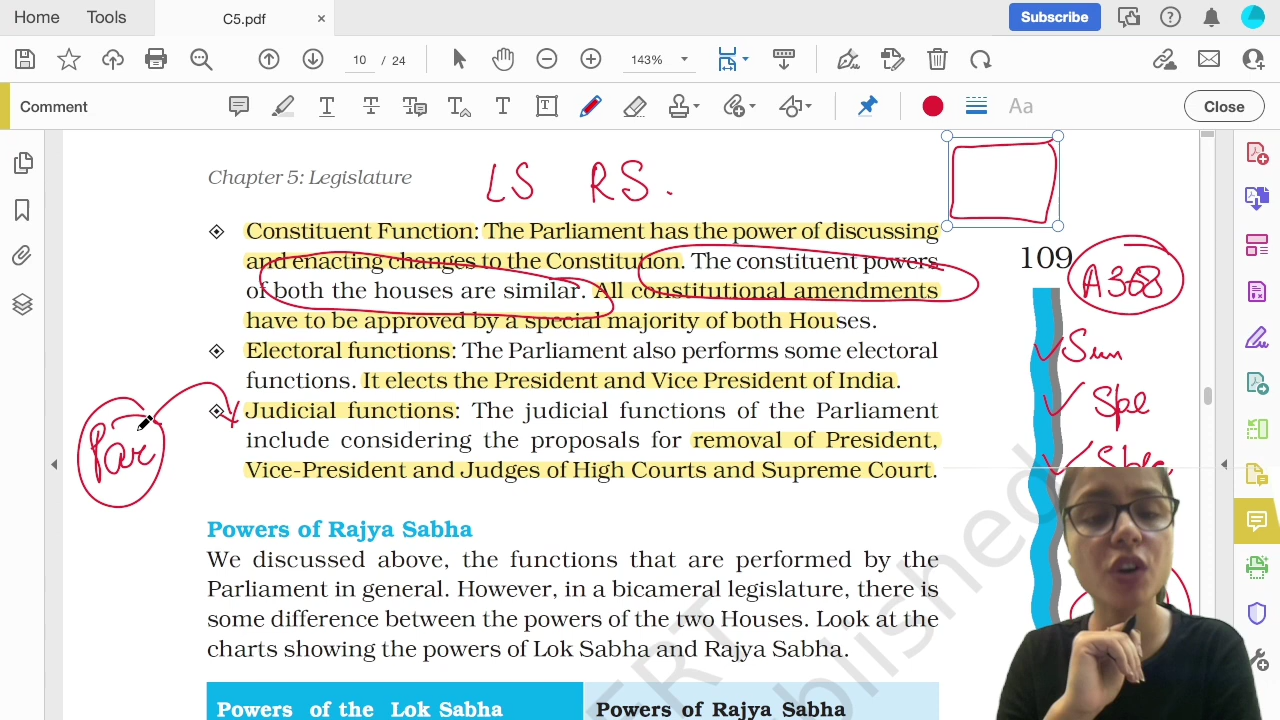 Home Tools C5.pdf × Subscribe
10 / 24 143%
Comment Aa Close
Chapter 5: Legislature LS RS.
Constituent Function: The Parliament has the power of discussing
and enacting changes to the Constitution. The constituent powers
109
of both the houses are similar. All constitutional amendments
A368
have to be approved by a special majority of both Houses.
Electoral functions: The Parliament also performs some electoral
functions. It elects the President and Vice President of India.
Judicial functions: The judicial functions of the Parliament
Spe
include considering the proposals for removal of President,
Par
Vice-President and Judges of High Courts and Supreme Court.
Powers of Rajya Sabha
We discussed above, the functions that are performed by the
Parliament in general. However, in a bicameral legislature, there is
some difference between the powers of the two Houses. Look at the
charts showing the powers of Lok Sabha and Rajya Sabha.
Powers of the Lok Sabha Powers of Rajya Sabha